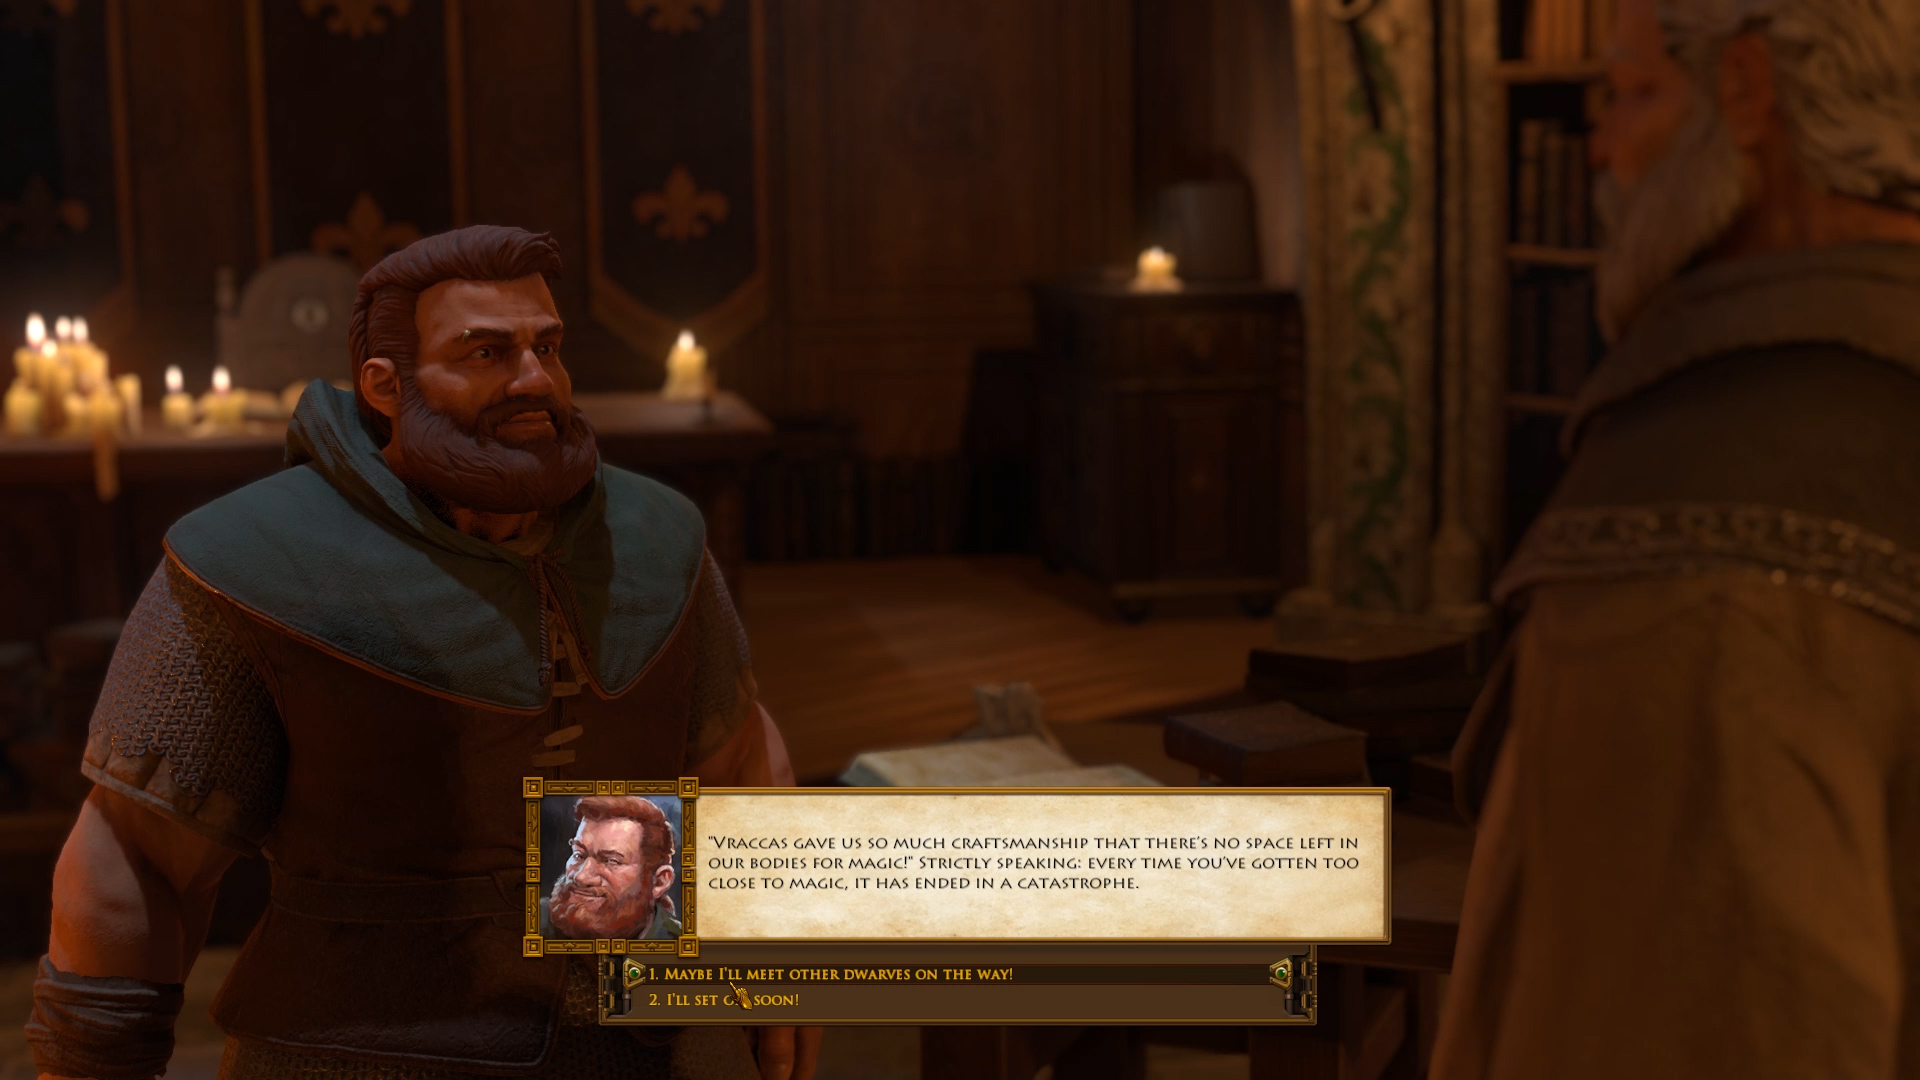 "Vraccas gave us so much craftsmanship that there's no space left in
our bodies for magic!" Strictly speaking: every time you've gotten too
close to magic, it has ended in a catastrophe.
1. Maybe I'll meet other dwarves on the way!
2. I'll set soon!